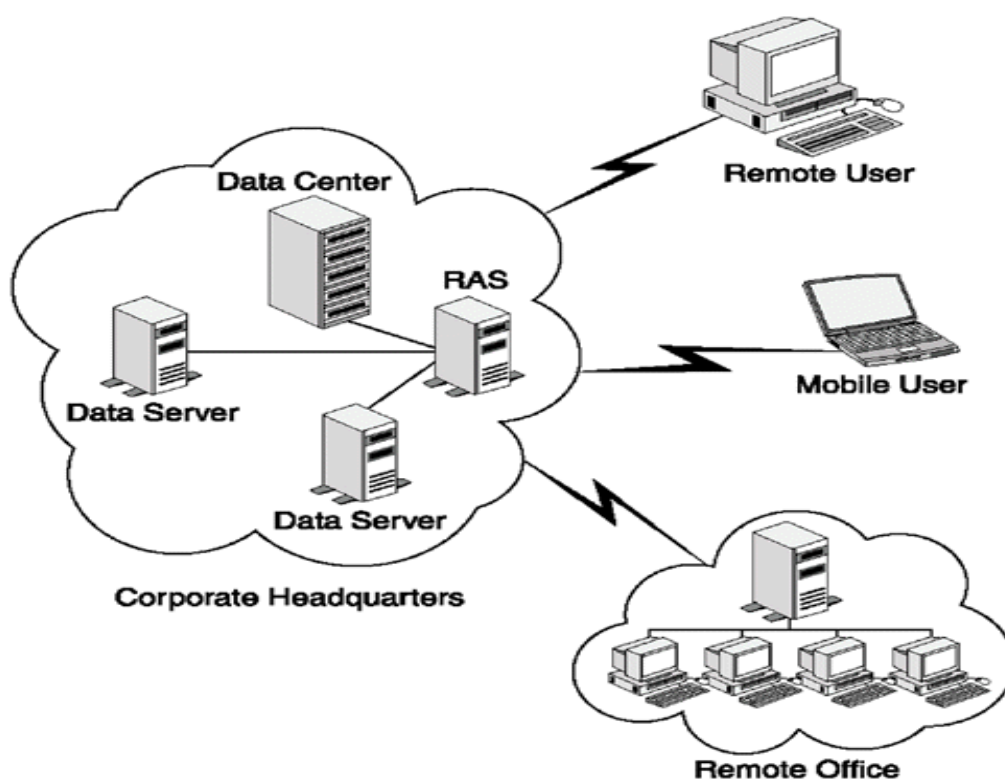 Remote User
Data Center
RAS
Mobile User
Data Server
Data Server
Corporate Headquarters
Remote Office